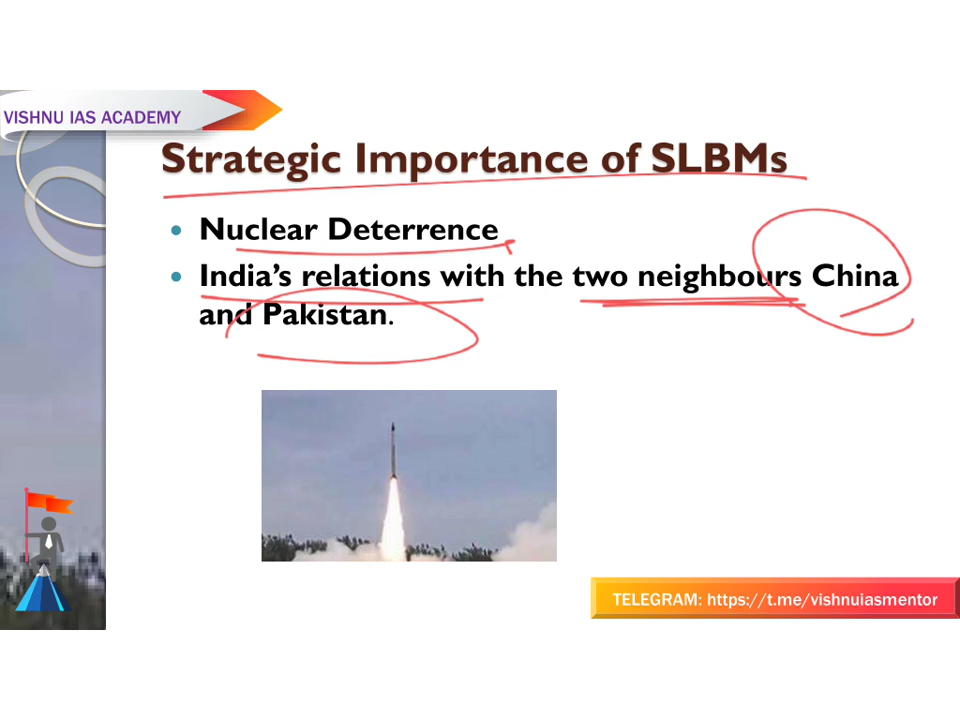 VISHNU IAS ACADEMY
Strategic Importance of SLBMs
• Nuclear Deterrence
• India's relations with the two neighbours China
and Pakistan.
TELEGRAM: https://t.me/vishnuiasmentor